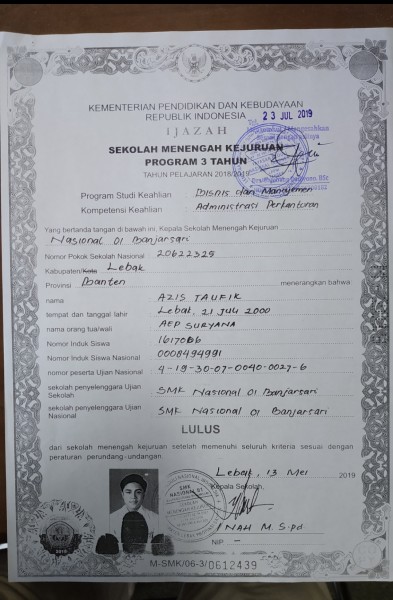 KEMENTERIAN PENDIDIKAN DAN KEBUDAYAAN
REPUBLIK INDONESIA
IJAZAH
SEKOLAH MENENGAH KEJURUAN
PROGRAM 3 TAHUN
TAHUN PELAJARAN 2018/2019
Tgl. 23 JUL 2019
Program Studi Keahlian : Bisnis dan Manajemen
Kompetensi Keahlian : Administrasi Perkantoran
Yang bertanda tangan di bawah ini, Kepala Sekolah Menengah Kejuruan
Nasional 01 Banjarsari
Nomor Pokok Sekolah Nasional : 20622329
Kabupaten/Kota Lebak
Provinsi Banten menerangkan bahwa
nama : AZIS TAUFIK
tempat dan tanggal lahir : Lebak, 21 Juli 2000
nama orang tua/wali : AEP SURYANA
Nomor Induk Siswa :
Nomor Induk Siswa Nasional : 0008494991
nomor peserta Ujian Nasional : 4-19-30-07-0040-0027-6
sekolah penyelenggara Ujian Sekolah : SMK Nasional 01 Banjarsari
sekolah penyelenggara Ujian Nasional : SMK Nasional 01 Banjarsari
LULUS
dari sekolah menengah kejuruan setelah memenuhi seluruh kriteria sesuai dengan
peraturan perundang-undangan.
Lebak, 13 Mei 2019
Kepala Sekolah,
SMK
NASIONAL 01
INAH M. S.pd
NIP -
2019
M-SMK/06-3/0612439